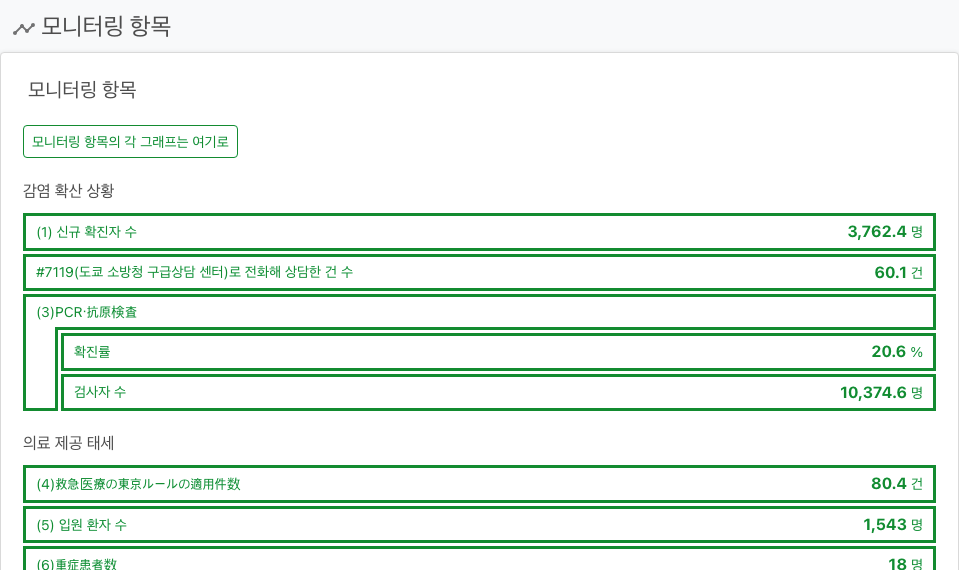 모니터링 항목
모니터링 항목
모니터링 항목의 각 그래프는 여기로
감염 확산 상황
(1) 신규 확진자 수 3,762.4 명
#7119(도쿄 소방청 구급상담 센터)로 전화해 상담한 건 수 60.1 건
(3)PCR·抗原検査
확진률 20.6 %
검사자 수 10,374.6 명
의료 제공 태세
(4)救急医療の東京ルールの適用件数 80.4 건
(5) 입원 환자 수 1,543 명
(6)重症患者数 18 명